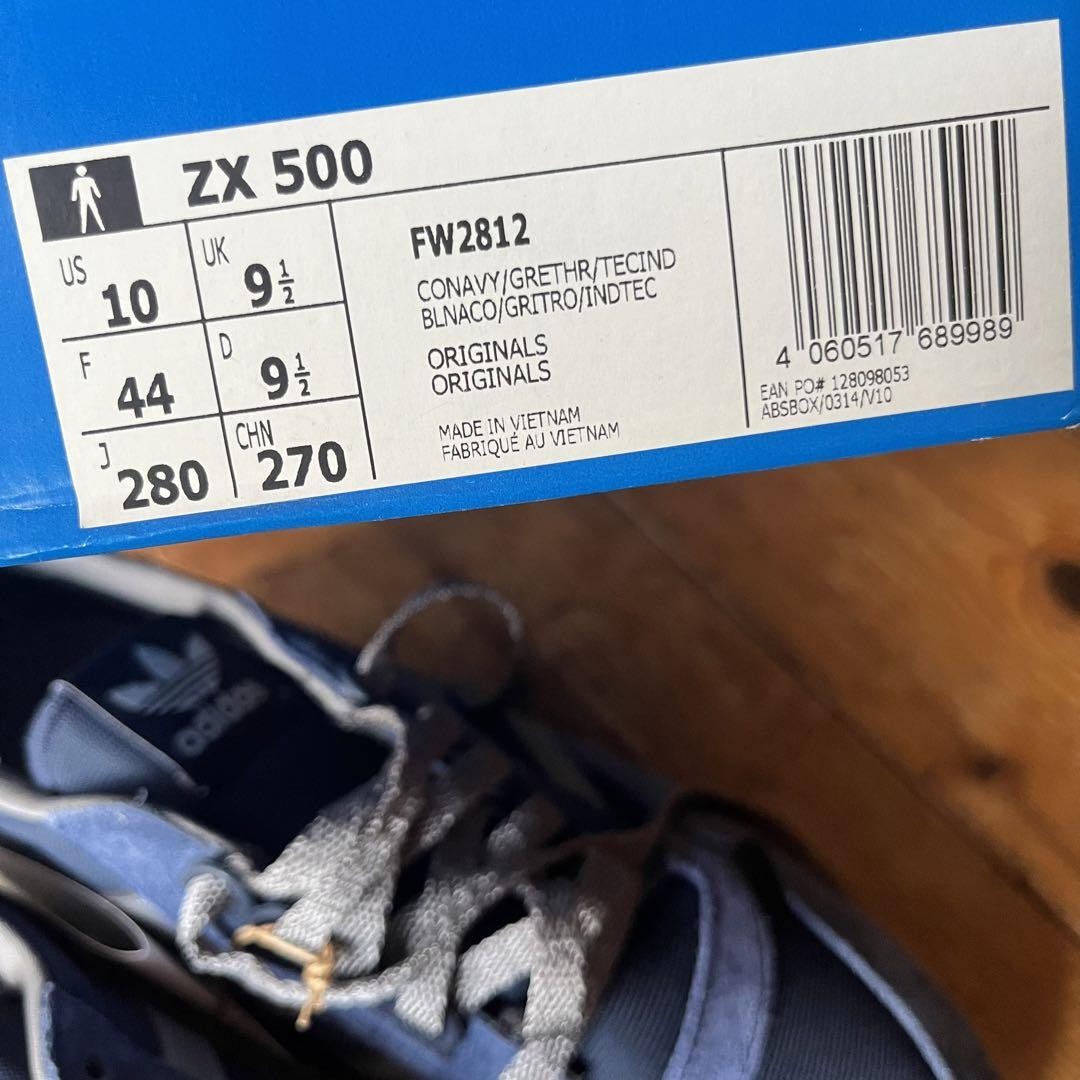 ZX 500
US 10
UK 9 1/2
F 44
D 9 1/2
J 280
CHN 270
FW2812
CONAVY/GRETHR/TECIND
BLNACO/GRITRO/INDTEC
ORIGINALS
ORIGINALS
MADE IN VIETNAM
FABRIQUÉ AU VIETNAM
4 060517 689989
EAN PO# 128098053
ABSBOX/0314/V10
adidas